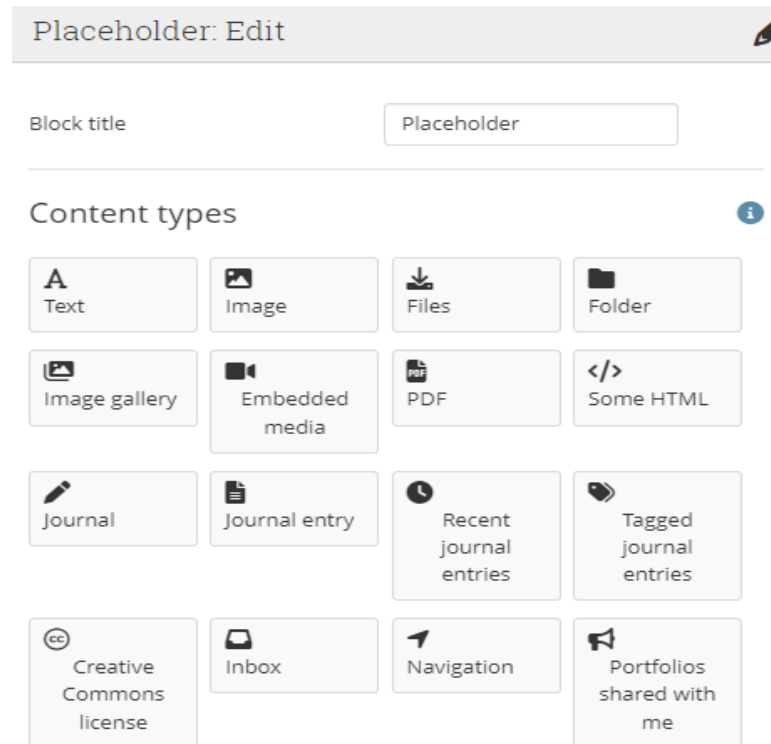 Placeholder: Edit
Block title
Placeholder
Content types
Text
Image
Files
Folder
Image gallery
Embedded
media
PDF
Some HTML
Journal
Journal entry
Recent
journal
entries
Tagged
journal
entries
Creative
Commons
license
Inbox
Navigation
Portfolios
shared with
me